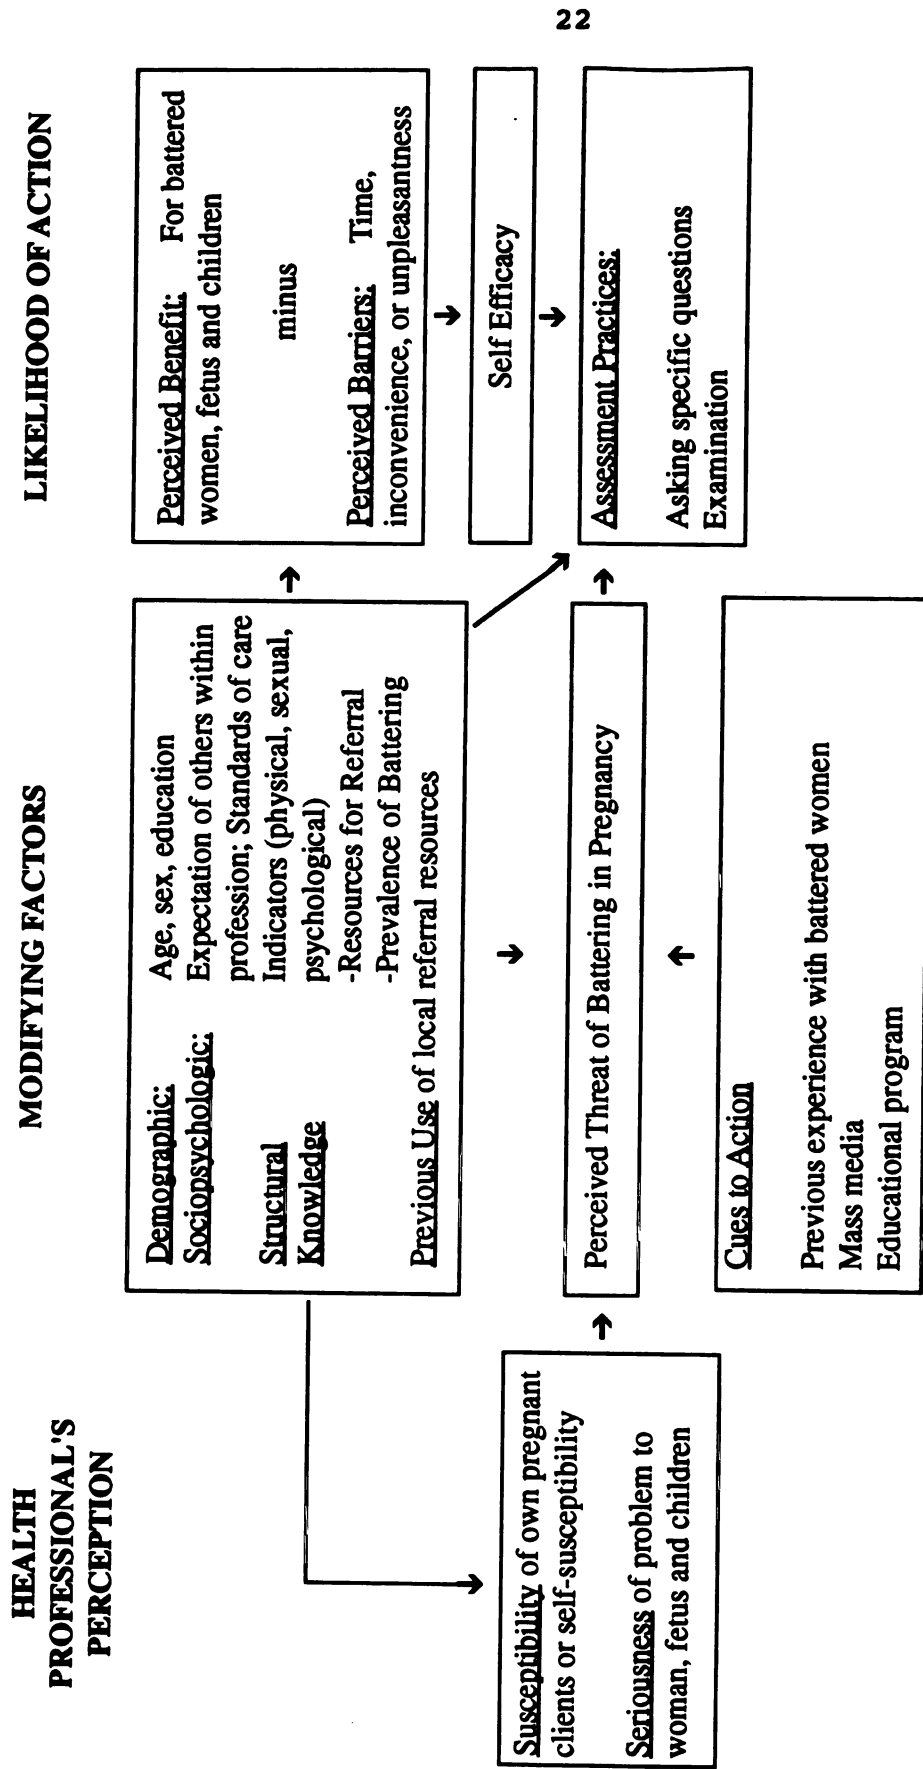 22
HEALTH
PROFESSIONAL'S
PERCEPTION
MODIFYING FACTORS
LIKELIHOOD OF ACTION
Demographic: Age, sex, education
Sociopsychologic: Expectation of others within
profession; Standards of care
Structural Indicators (physical, sexual,
Knowledge psychological)
-Resources for Referral
-Prevalence of Battering
Previous Use of local referral resources
Perceived Benefit: For battered
women, fetus and children
minus
Perceived Barriers: Time,
inconvenience, or unpleasantness
Self Efficacy
Susceptibility of own pregnant
clients or self-susceptibility
Seriousness of problem to
woman, fetus and children
Perceived Threat of Battering in Pregnancy
Assessment Practices:
Asking specific questions
Examination
Cues to Action
Previous experience with battered women
Mass media
Educational program